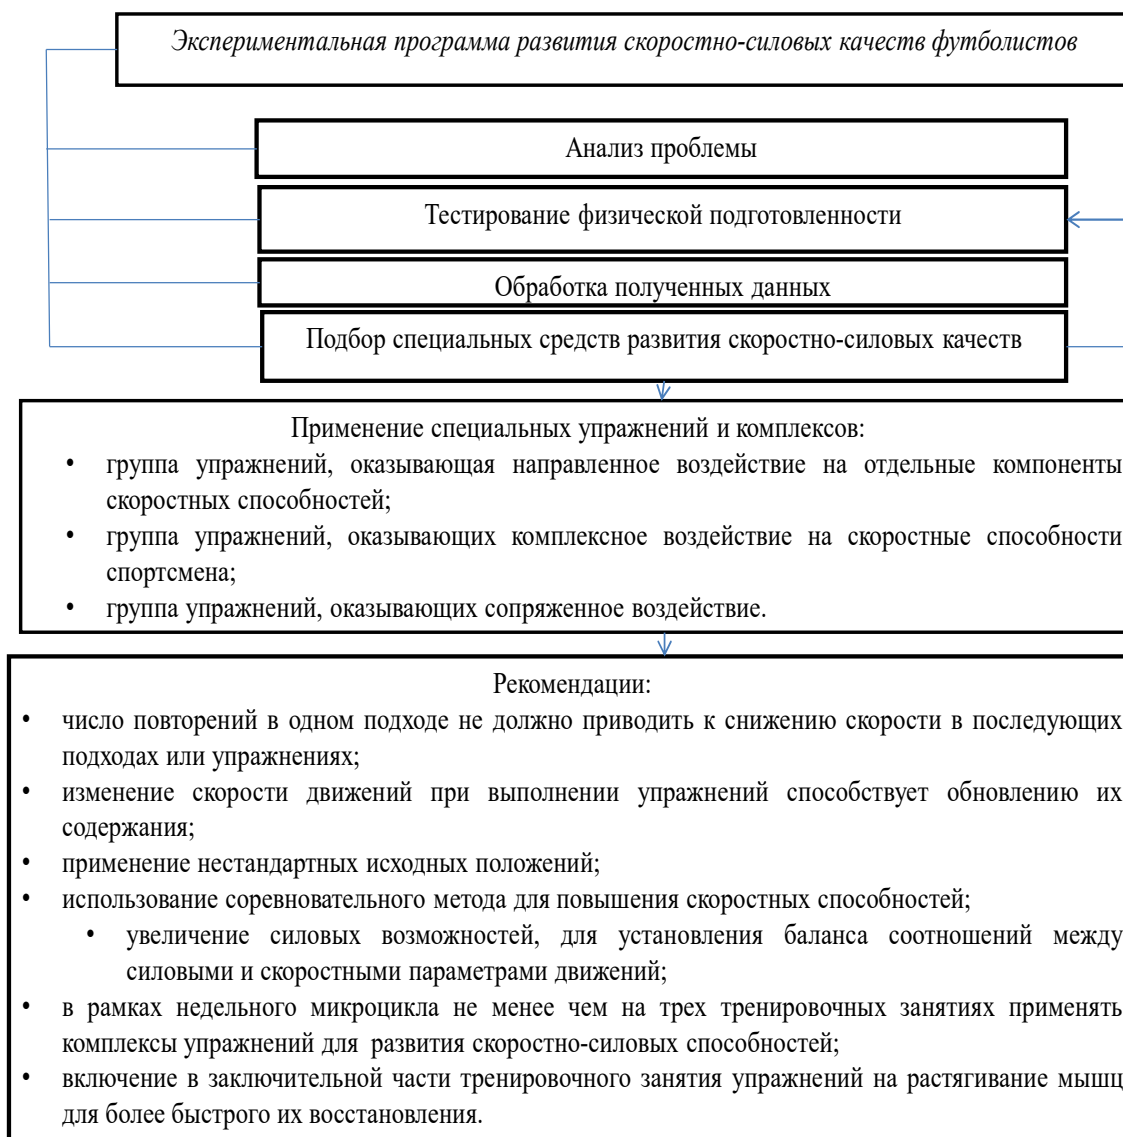 Экспериментальная программа развития скоростно-силовых качеств футболистов
Анализ проблемы
Тестирование физической подготовленности
Обработка полученных данных
Подбор специальных средств развития скоростно-силовых качеств
Применение специальных упражнений и комплексов:
• группа упражнений, оказывающая направленное воздействие на отдельные компоненты
скоростных способностей;
• группа упражнений, оказывающих комплексное воздействие на скоростные способности
спортсмена;
• группа упражнений, оказывающих сопряженное воздействие.
Рекомендации:
• число повторений в одном подходе не должно приводить к снижению скорости в последующих
подходах или упражнениях;
• изменение скорости движений при выполнении упражнений способствует обновлению их
содержания;
• применение нестандартных исходных положений;
• использование соревновательного метода для повышения скоростных способностей;
• увеличение силовых возможностей, для установления баланса соотношений между
силовыми и скоростными параметрами движений;
• в рамках недельного микроцикла не менее чем на трех тренировочных занятиях применять
комплексы упражнений для развития скоростно-силовых способностей;
• включение в заключительной части тренировочного занятия упражнений на растягивание мышц
для более быстрого их восстановления.